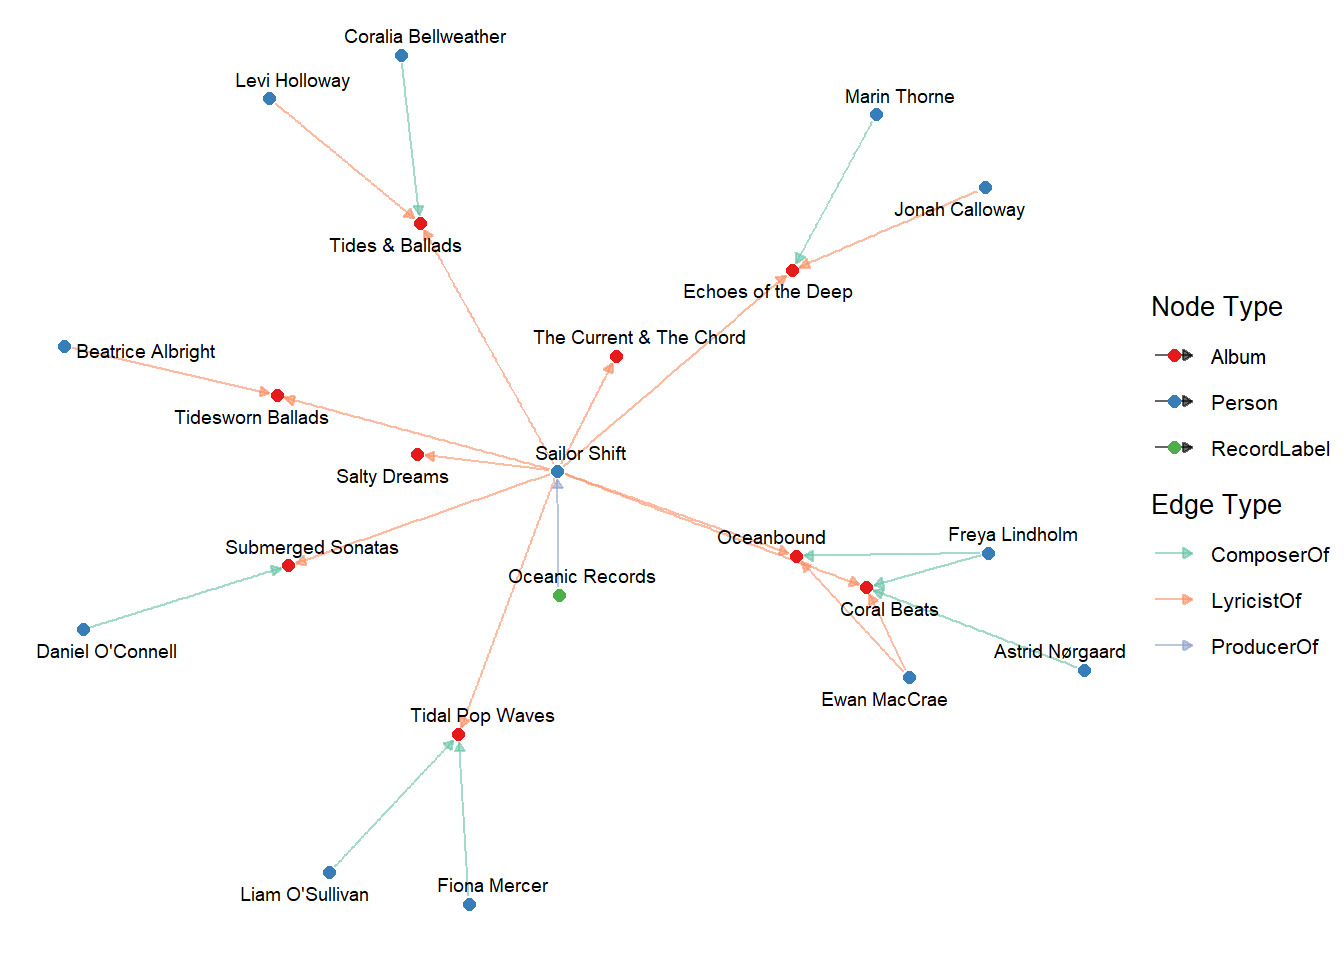 Coralia Bellweather
Levi Holloway
Marin Thorne
Jonah Calloway
Tides & Ballads
Echoes of the Deep
The Current & The Chord
Beatrice Albright
Tidesworn Ballads
Sailor Shift
Salty Dreams
Oceanbound
Freya Lindholm
Submerged Sonatas
Oceanic Records
Coral Beats
Daniel O'Connell
Astrid Nørgaard
Ewan MacCrae
Tidal Pop Waves
Liam O'Sullivan
Fiona Mercer
Node Type
Album
Person
RecordLabel
Edge Type
ComposerOf
LyricistOf
ProducerOf